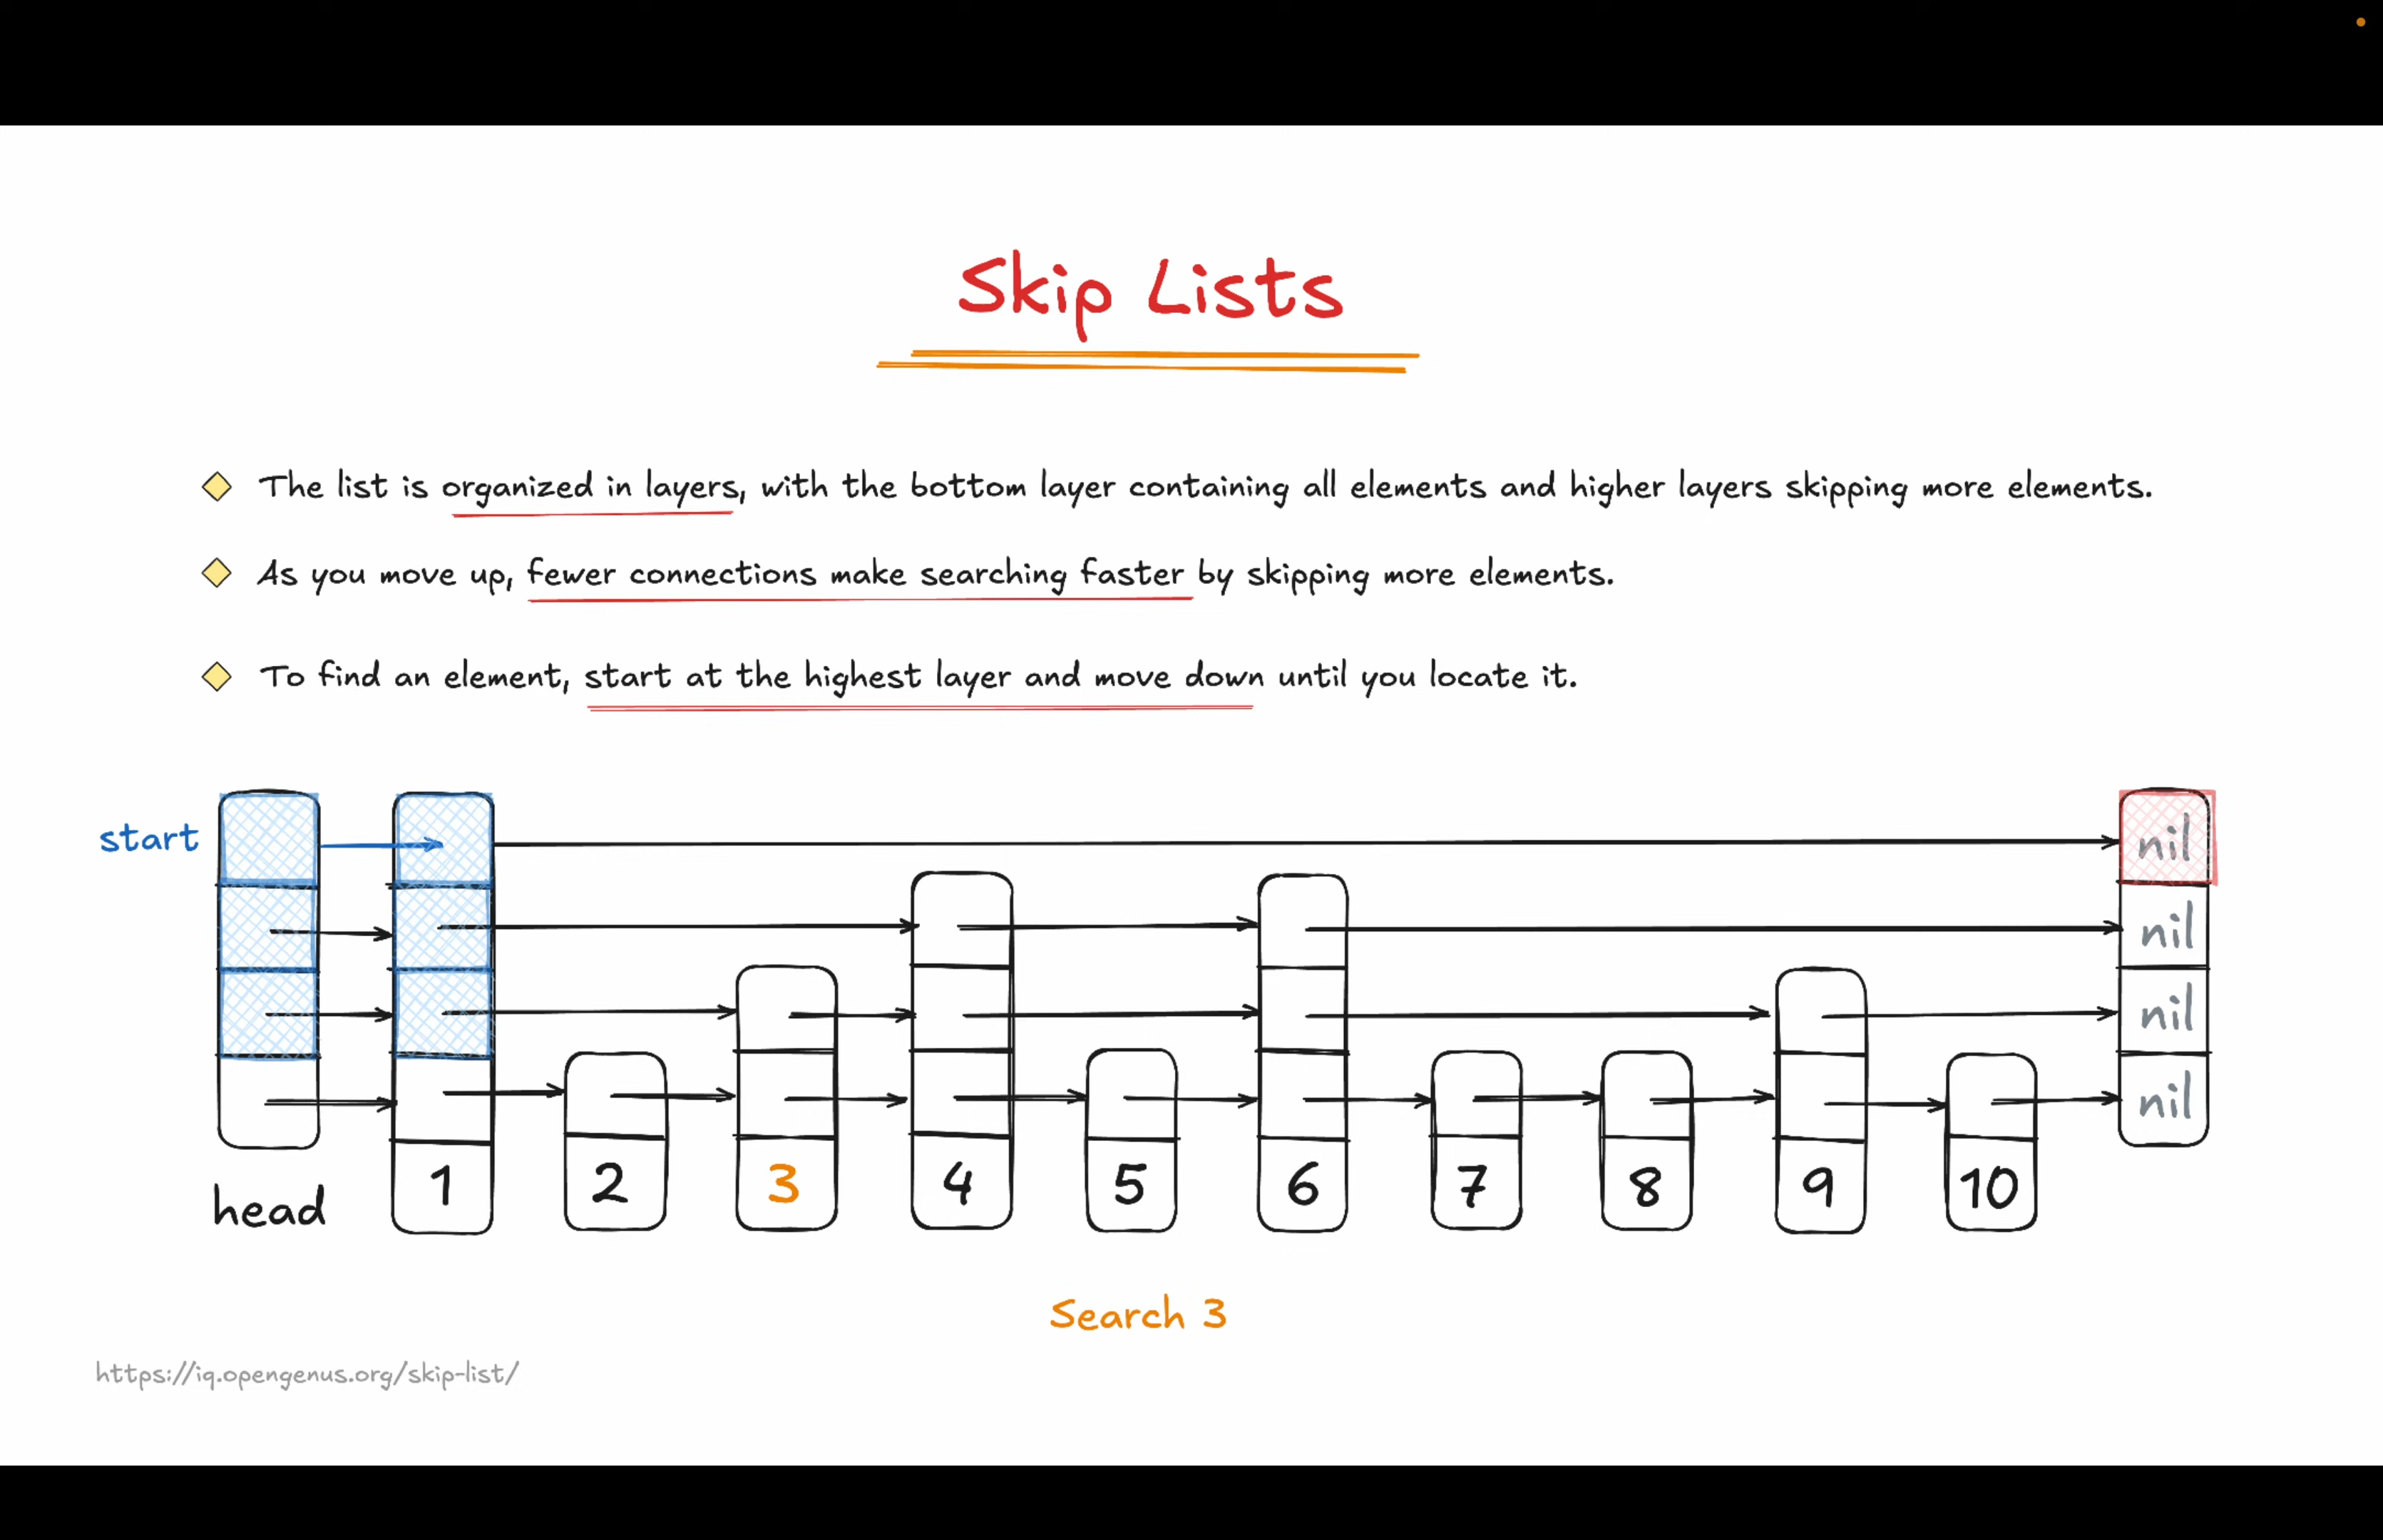 Skip Lists
The list is organized in layers, with the bottom layer containing all elements and higher layers skipping more elements.
As you move up, fewer connections make searching faster by skipping more elements.
To find an element, start at the highest layer and move down until you locate it.
start
nil
nil
nil
nil
1 2 3 4 5 6 7 8 9 10
head
Search 3
https://iq.opengenus.org/skip-list/